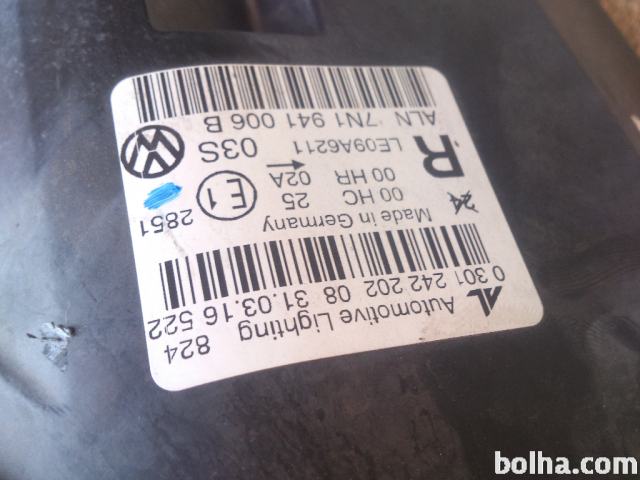 Automotive Lighting 824
0 301 242 202 08 31.03.16 522
24 Made in Germany 2851
00 HC 25 E1
00 HR 02A
R LE09A6211 03S
ALN 7N1 941 006 B
bolha.com